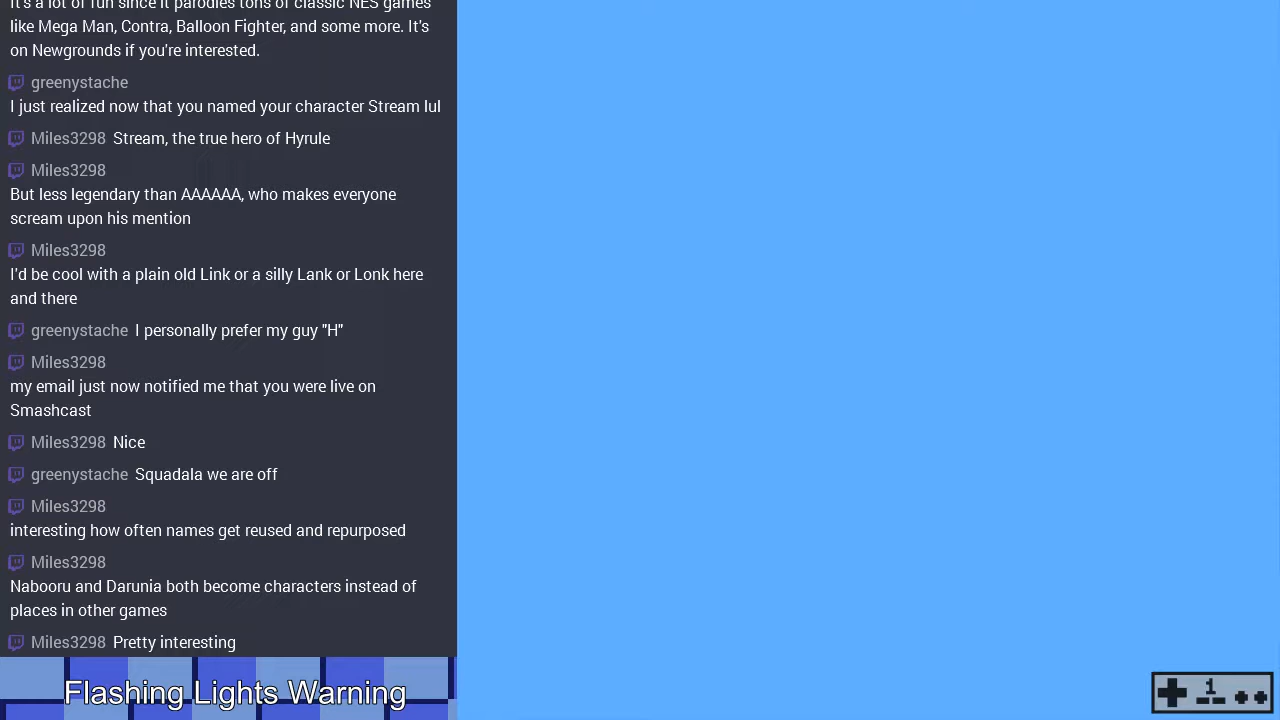 It's a lot of fun since it parodies tons of classic NES games
like Mega Man, Contra, Balloon Fighter, and some more. It's
on Newgrounds if you're interested.
greenystache
I just realized now that you named your character Stream lul
Miles3298 Stream, the true hero of Hyrule
Miles3298
But less legendary than AAAAAA, who makes everyone
scream upon his mention
Miles3298
I'd be cool with a plain old Link or a silly Lank or Lonk here
and there
greenystache I personally prefer my guy "H"
Miles3298
my email just now notified me that you were live on
Smashcast
Miles3298 Nice
greenystache Squadala we are off
Miles3298
interesting how often names get reused and repurposed
Miles3298
Nabooru and Darunia both become characters instead of
places in other games
Miles3298 Pretty interesting
Flashing Lights Warning
1